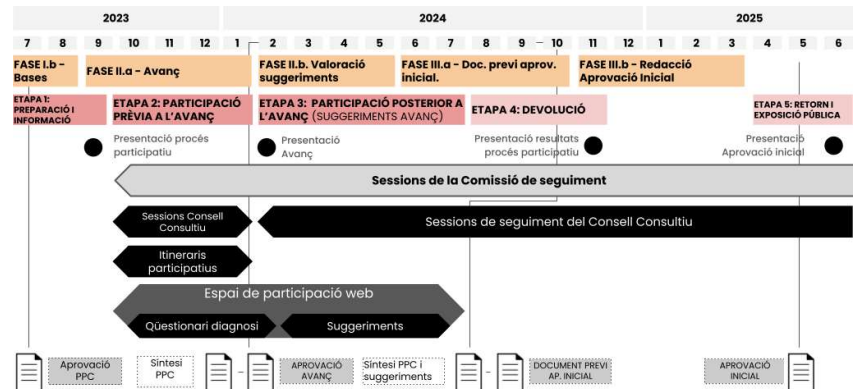 2023 2024 2025
7 8 9 10 11 12 1 2 3 4 5 6 7 8 9 – 10 11 12 1 2 3 4 5 6
FASE I.b -
Bases
FASE II.a - Avanç
FASE II.b. Valoració
suggeriments
FASE III.a - Doc. previ aprov.
inicial.
FASE III.b - Redacció
Aprovació Inicial
ETAPA 1:
PREPARACIÓ I
INFORMACIÓ
ETAPA 2: PARTICIPACIÓ
PRÈVIA A L'AVANÇ
ETAPA 3: PARTICIPACIÓ POSTERIOR A
L'AVANÇ (SUGGERIMENTS AVANÇ)
ETAPA 4: DEVOLUCIÓ
ETAPA 5: RETORN I
EXPOSICIÓ PÚBLICA
Presentació procés
participatiu
Presentació
Avanç
Presentació resultats
procés participatiu
Presentació
Aprovació inicial
Sessions de la Comissió de seguiment
Sessions Consell
Consultiu
Sessions de seguiment del Consell Consultiu
Itineraris
participatius
Espai de participació web
Qüestionari diagnosi
Suggeriments
Aprovació
PPC
Síntesi
PPC
APROVACIÓ
AVANÇ
Síntesi PPC i
suggeriments
DOCUMENT PREVI
AP. INICIAL
APROVACIÓ
INICIAL